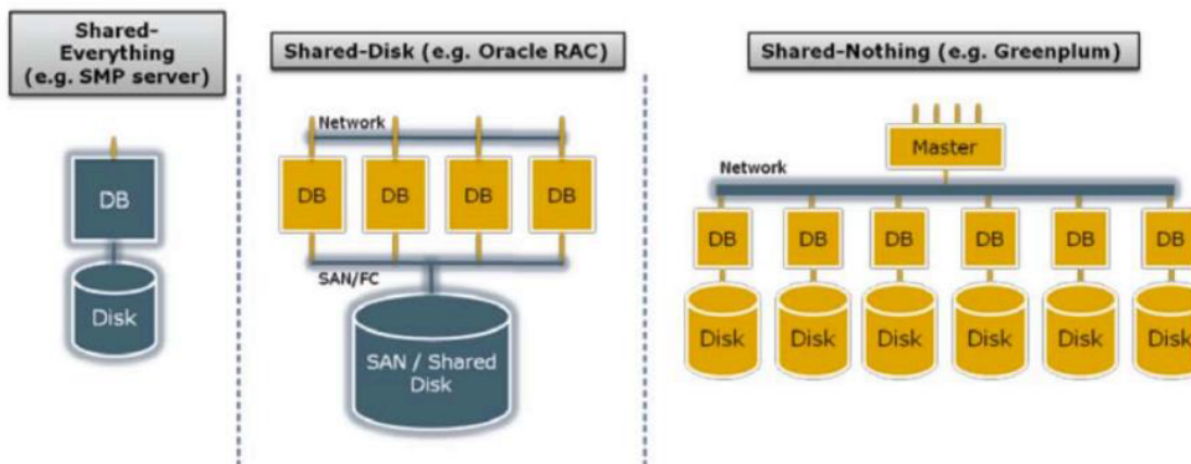 Shared-
Everything
(e.g. SMP server)
DB
Disk
Shared-Disk (e.g. Oracle RAC)
Network
DB DB DB DB
SAN/FC
SAN / Shared
Disk
Shared-Nothing (e.g. Greenplum)
Master
Network
DB DB DB DB DB DB
Disk Disk Disk Disk Disk Disk